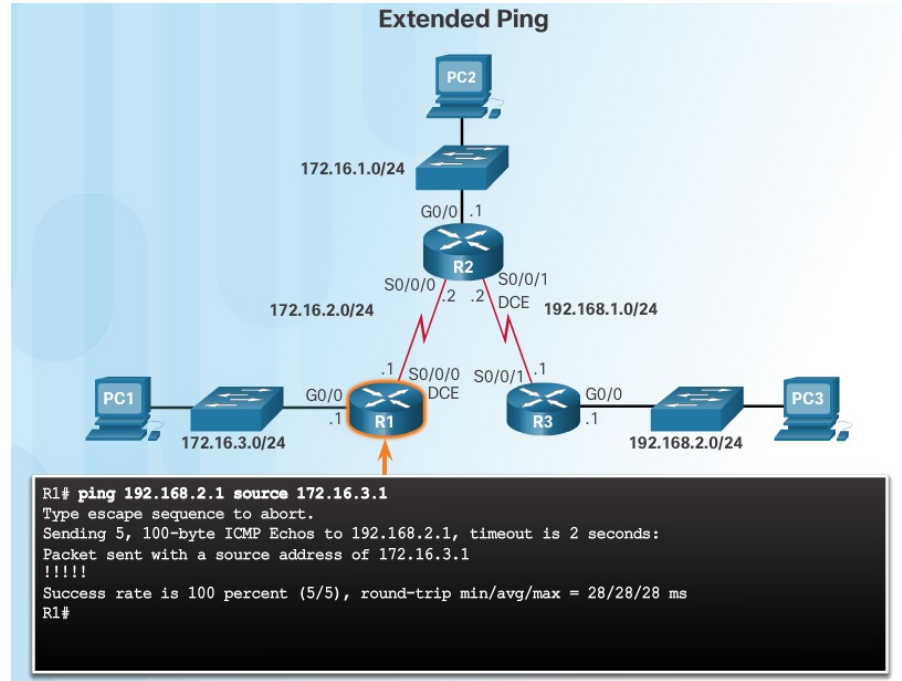 Extended Ping
PC2
172.16.1.0/24
G0/0 .1
R2
S0/0/0 S0/0/1
.2 .2 DCE
172.16.2.0/24 192.168.1.0/24
.1 S0/0/0 S0/0/1 .1
DCE
PC1 G0/0 R1 R3 G0/0 PC3
.1 .1
172.16.3.0/24 192.168.2.0/24
R1# ping 192.168.2.1 source 172.16.3.1
Type escape sequence to abort.
Sending 5, 100-byte ICMP Echos to 192.168.2.1, timeout is 2 seconds:
Packet sent with a source address of 172.16.3.1
!!!!!
Success rate is 100 percent (5/5), round-trip min/avg/max = 28/28/28 ms
R1#